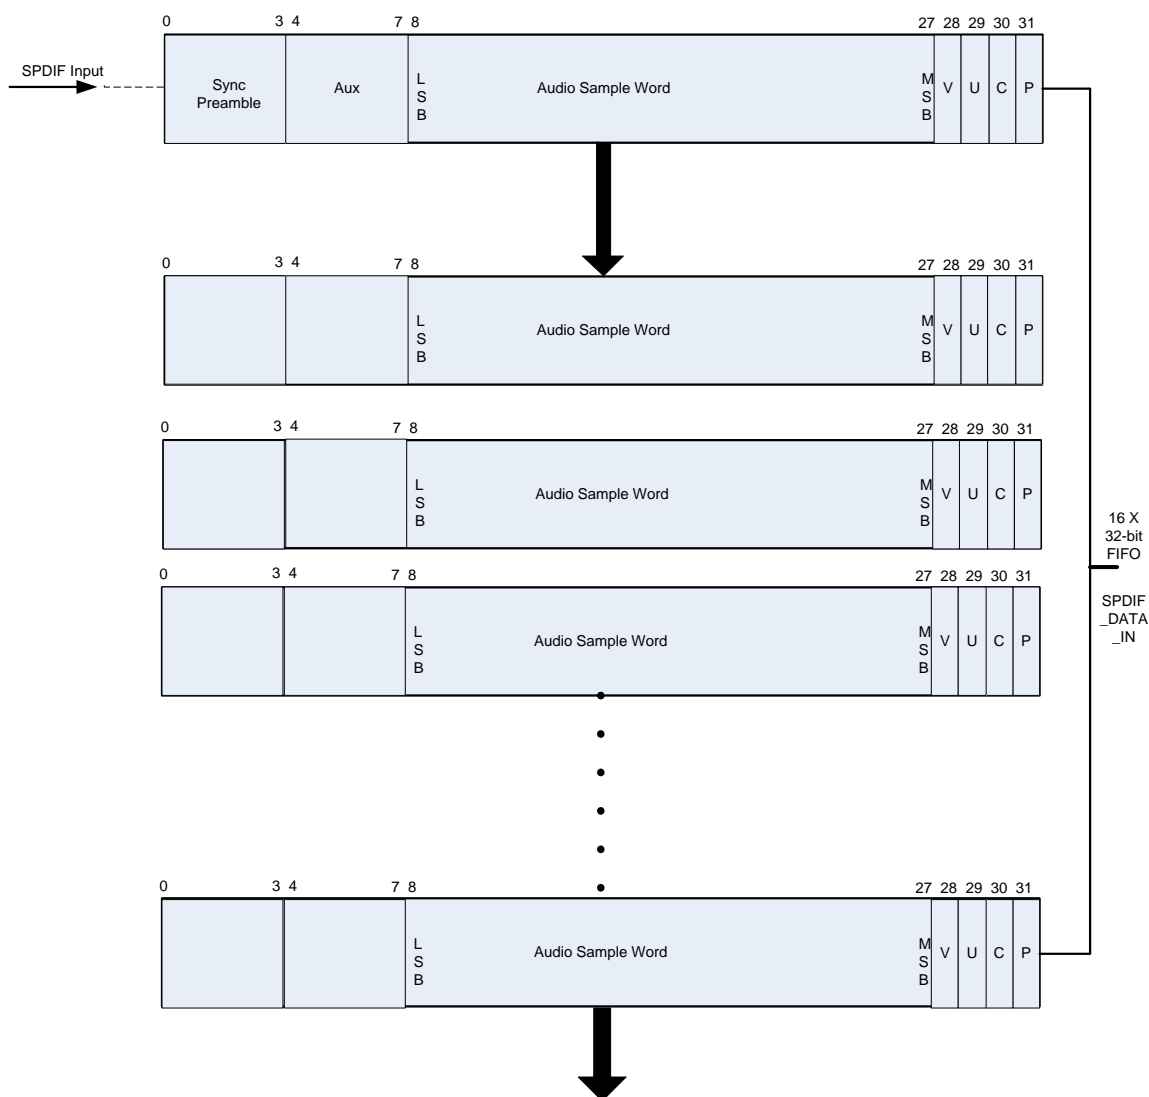 0 3 4 7 8 27 28 29 30 31
SPDIF Input
Sync
Preamble
Aux
L
S
B
Audio Sample Word
M
S
B
V U C P
0 3 4 7 8 27 28 29 30 31
L
S
B
Audio Sample Word
M
S
B
V U C P
0 3 4 7 8 27 28 29 30 31
L
S
B
Audio Sample Word
M
S
B
V U C P
16 X
32-bit
FIFO
SPDIF
_DATA
_IN
0 3 4 7 8 27 28 29 30 31
L
S
B
Audio Sample Word
M
S
B
V U C P
0 3 4 7 8 27 28 29 30 31
L
S
B
Audio Sample Word
M
S
B
V U C P